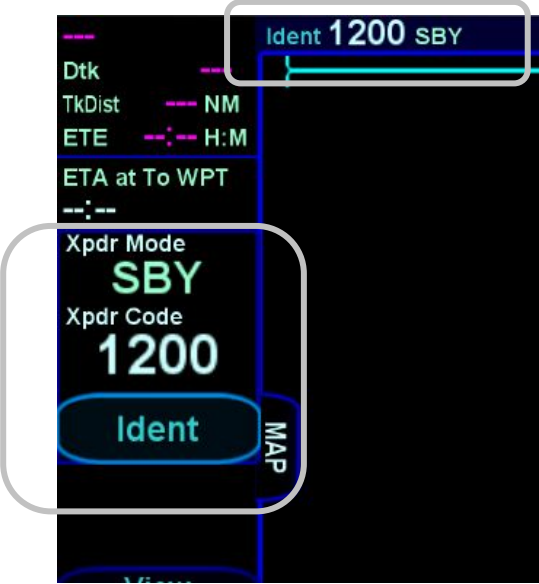 ---
Ident 1200 SBY
Dtk ---
TkDist --- NM
ETE --:-- H:M
ETA at To WPT
--:--
Xpdr Mode
SBY
Xpdr Code
1200
Ident
MAP
View